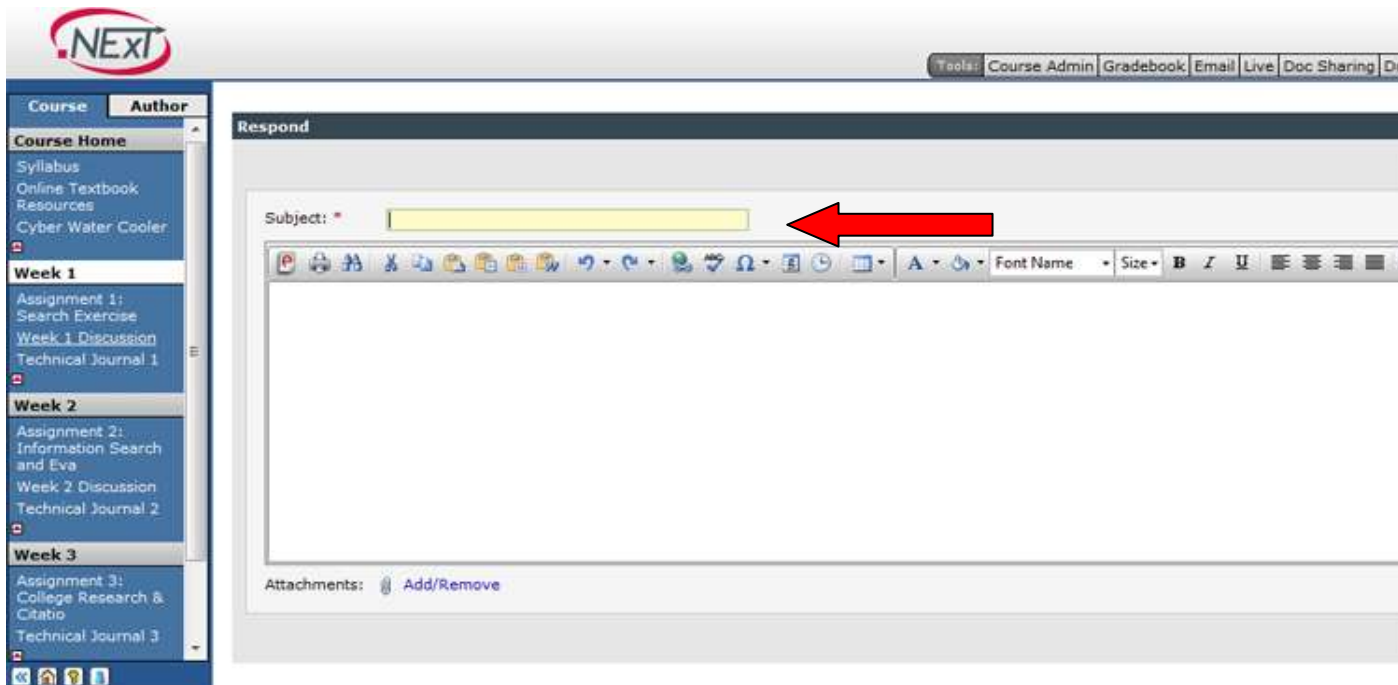 .NExT
Tools: Course Admin Gradebook Email Live Doc Sharing
Course Author
Course Home
Syllabus
Online Textbook
Resources
Cyber Water Cooler
Week 1
Assignment 1:
Search Exercise
Week 1 Discussion
Technical Journal 1
Week 2
Assignment 2:
Information Search
and Eva
Week 2 Discussion
Technical Journal 2
Week 3
Assignment 3:
College Research &
Citatio
Technical Journal 3
Respond
Subject: *
A Font Name Size B I U
Attachments: Add/Remove